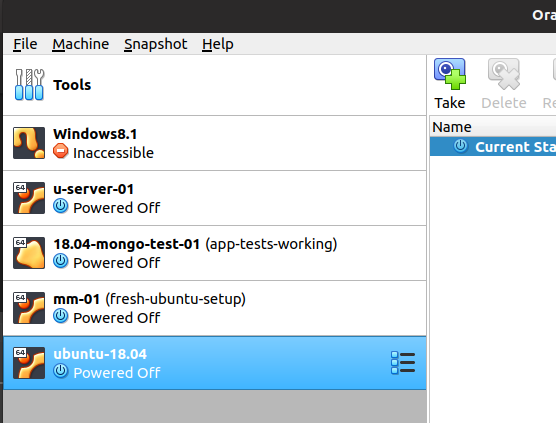 Ora
File Machine Snapshot Help
Tools
Take Delete Re
Name
Current Sta
Windows8.1
Inaccessible
64
u-server-01
Powered Off
64
18.04-mongo-test-01 (app-tests-working)
Powered Off
64
mm-01 (fresh-ubuntu-setup)
Powered Off
64
ubuntu-18.04
Powered Off